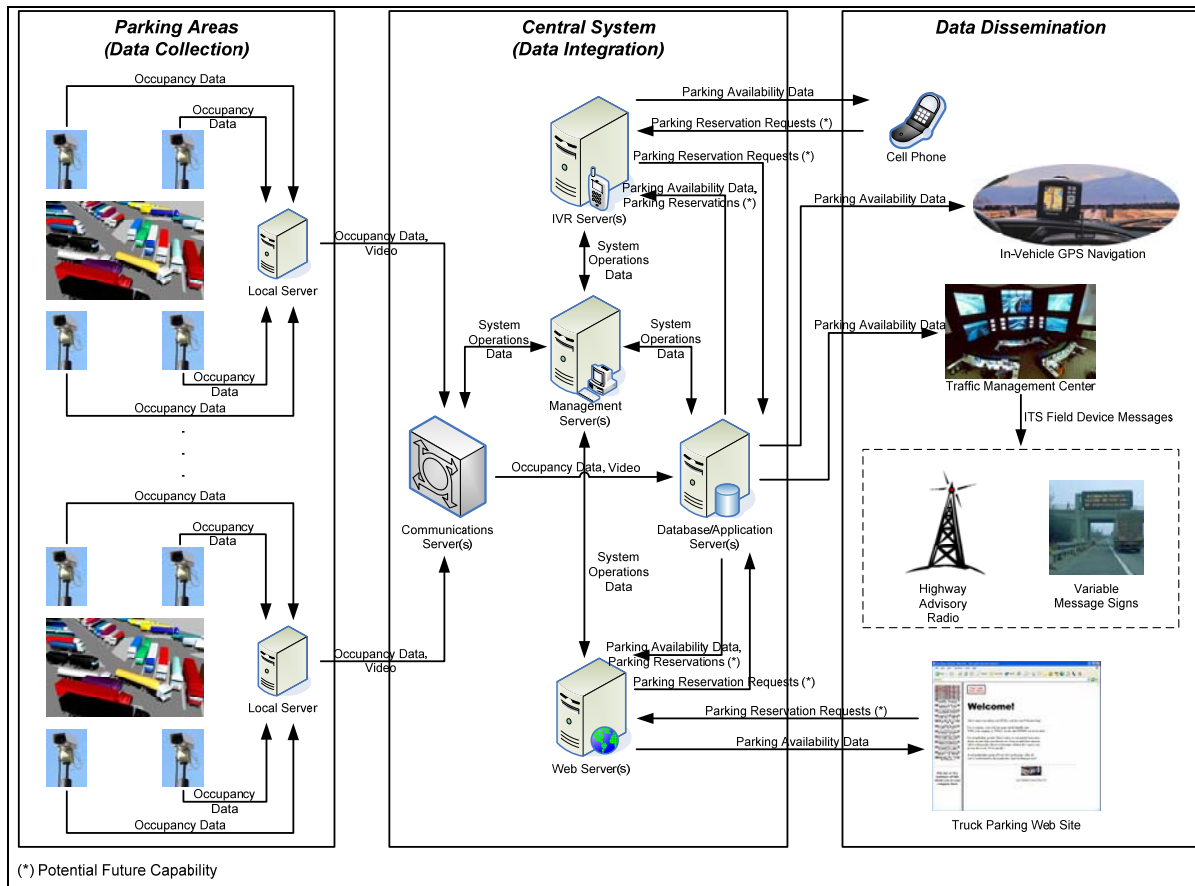 Parking Areas
(Data Collection)
Occupancy Data
Occupancy
Data
Local Server
Occupancy Data,
Video
Occupancy
Data
Occupancy Data
.
.
.
Occupancy Data
Occupancy
Data
Local Server
Occupancy Data,
Video
Occupancy
Data
Occupancy Data
Central System
(Data Integration)
Parking Availability Data
Parking Reservation Requests (*)
Parking Reservation Requests (*)
Parking Availability Data,
Parking Reservations (*)
IVR Server(s)
System
Operations
Data
System
Operations
Data
System
Operations
Data
Management
Server(s)
Communications
Server(s)
Occupancy Data, Video
Database/Application
Server(s)
System
Operations
Data
Parking Availability Data,
Parking Reservations (*)
Parking Reservation Requests (*)
Parking Reservation Requests (*)
Parking Availability Data
Web Server(s)
Data Dissemination
Cell Phone
Parking Availability Data
In-Vehicle GPS Navigation
Parking Availability Data
Traffic Management Center
ITS Field Device Messages
Highway
Advisory
Radio
Variable
Message Signs
Welcome!
Truck Parking Web Site
(*) Potential Future Capability